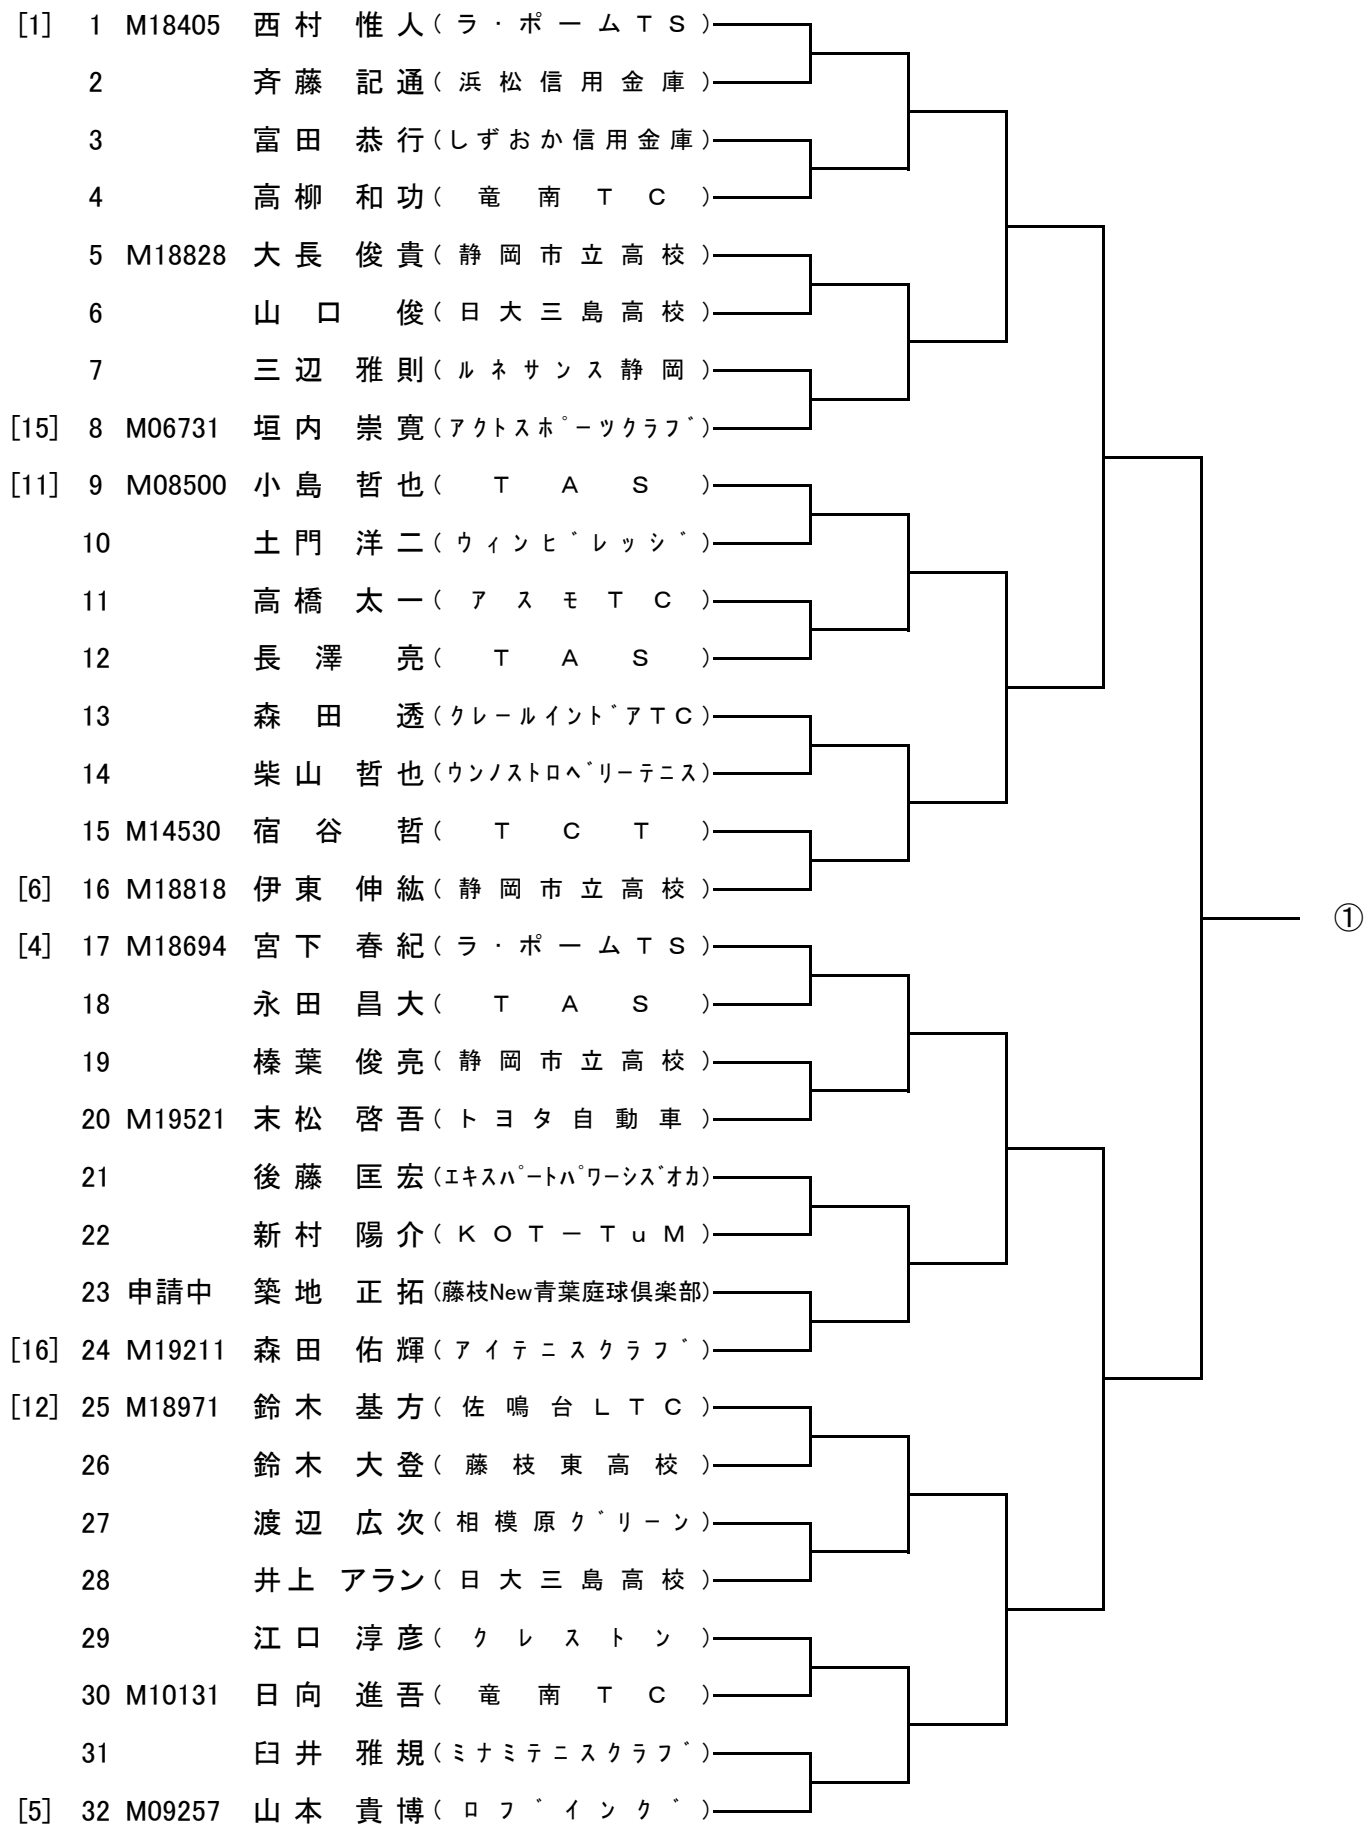 [1] 1 M18405 西村 惟人(ラ・ポームTS)
2 斉藤 記通(浜松信用金庫)
3 富田 恭行(しずおか信用金庫)
4 高柳 和功(竜南TC)
5 M18828 大長 俊貴(静岡市立高校)
6 山口 俊(日大三島高校)
7 三辺 雅則(ルネサンス静岡)
[15] 8 M06731 垣内 崇寛(アクトスポーツクラブ)
[11] 9 M08500 小島 哲也(TAS)
10 土門 洋二(ウィンビレッジ)
11 高橋 太一(アスモTC)
12 長澤 亮(TAS)
13 森田 透(クレールインドアTC)
14 柴山 哲也(ウンノストロベリーテニス)
15 M14530 宿谷 哲(TCT)
[6] 16 M18818 伊東 伸紘(静岡市立高校)
①
[4] 17 M18694 宮下 春紀(ラ・ポームTS)
18 永田 昌大(TAS)
19 榛葉 俊亮(静岡市立高校)
20 M19521 末松 啓吾(トヨタ自動車)
21 後藤 匡宏(エキスパートパワーシズオカ)
22 新村 陽介(KOT-TuM)
23 申請中 築地 正拓(藤枝New青葉庭球倶楽部)
[16] 24 M19211 森田 佑輝(アイテニスクラブ)
[12] 25 M18971 鈴木 基方(佐鳴台LTC)
26 鈴木 大登(藤枝東高校)
27 渡辺 広次(相模原グリーン)
28 井上 アラン(日大三島高校)
29 江口 淳彦(クレストン)
30 M10131 日向 進吾(竜南TC)
31 臼井 雅規(ミナミテニスクラブ)
[5] 32 M09257 山本 貴博(ロブィング)